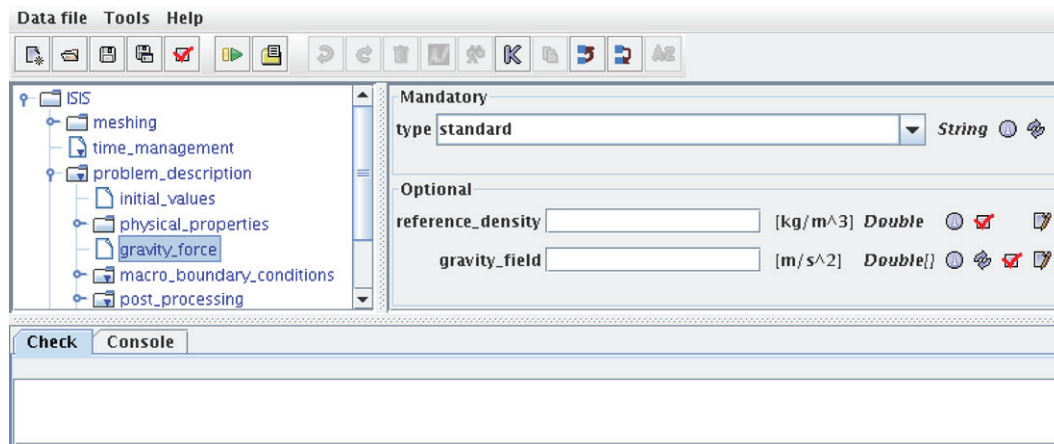 Data file Tools Help
ISIS
meshing
time_management
problem_description
initial_values
physical_properties
gravity_force
macro_boundary_conditions
post_processing
Mandatory
type standard String
Optional
reference_density [kg/m^3] Double
gravity_field [m/s^2] Double[]
Check Console